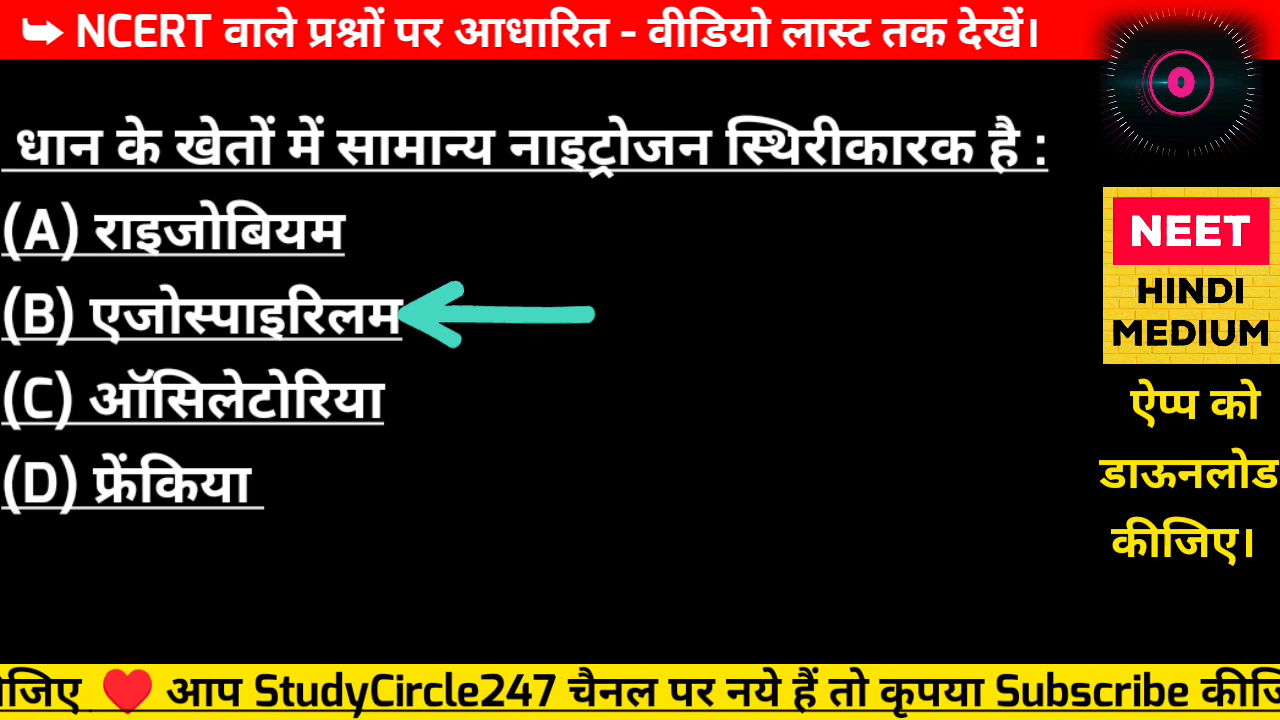 ➥ NCERT वाले प्रश्नों पर आधारित - वीडियो लास्ट तक देखें।
0
धान के खेतों में सामान्य नाइट्रोजन स्थिरीकारक है :
(A) राइजोबियम
(B) एजोस्पाइरिलम
(C) ऑसिलेटोरिया
(D) फ्रेंकिया
NEET
HINDI
MEDIUM
ऐप्प को
डाऊनलोड
कीजिए।
आप StudyCircle247 चैनल पर नये हैं तो कृपया Subscribe